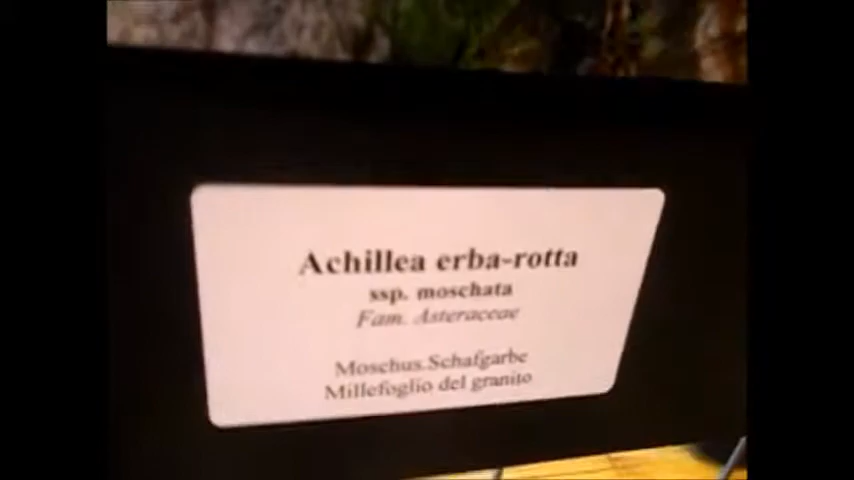 Achillea erba-rotta
ssp. moschata
Fam. Asteraceae
Moschus.Schafgarbe
Millefoglio del granito